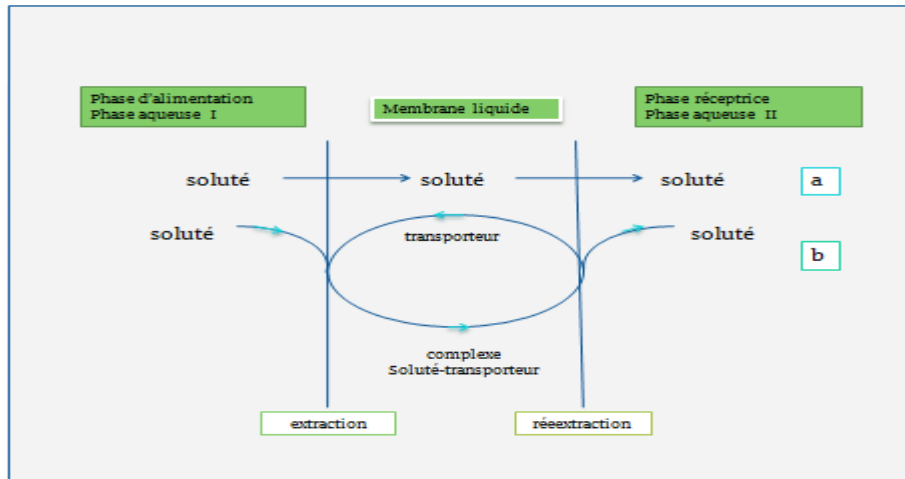 Phase d'alimentation
Phase aqueuse I
Membrane liquide
Phase réceptrice
Phase aqueuse II
soluté
soluté
soluté
a
soluté
transporteur
soluté
b
complexe
Soluté-transporteur
extraction
réeextraction